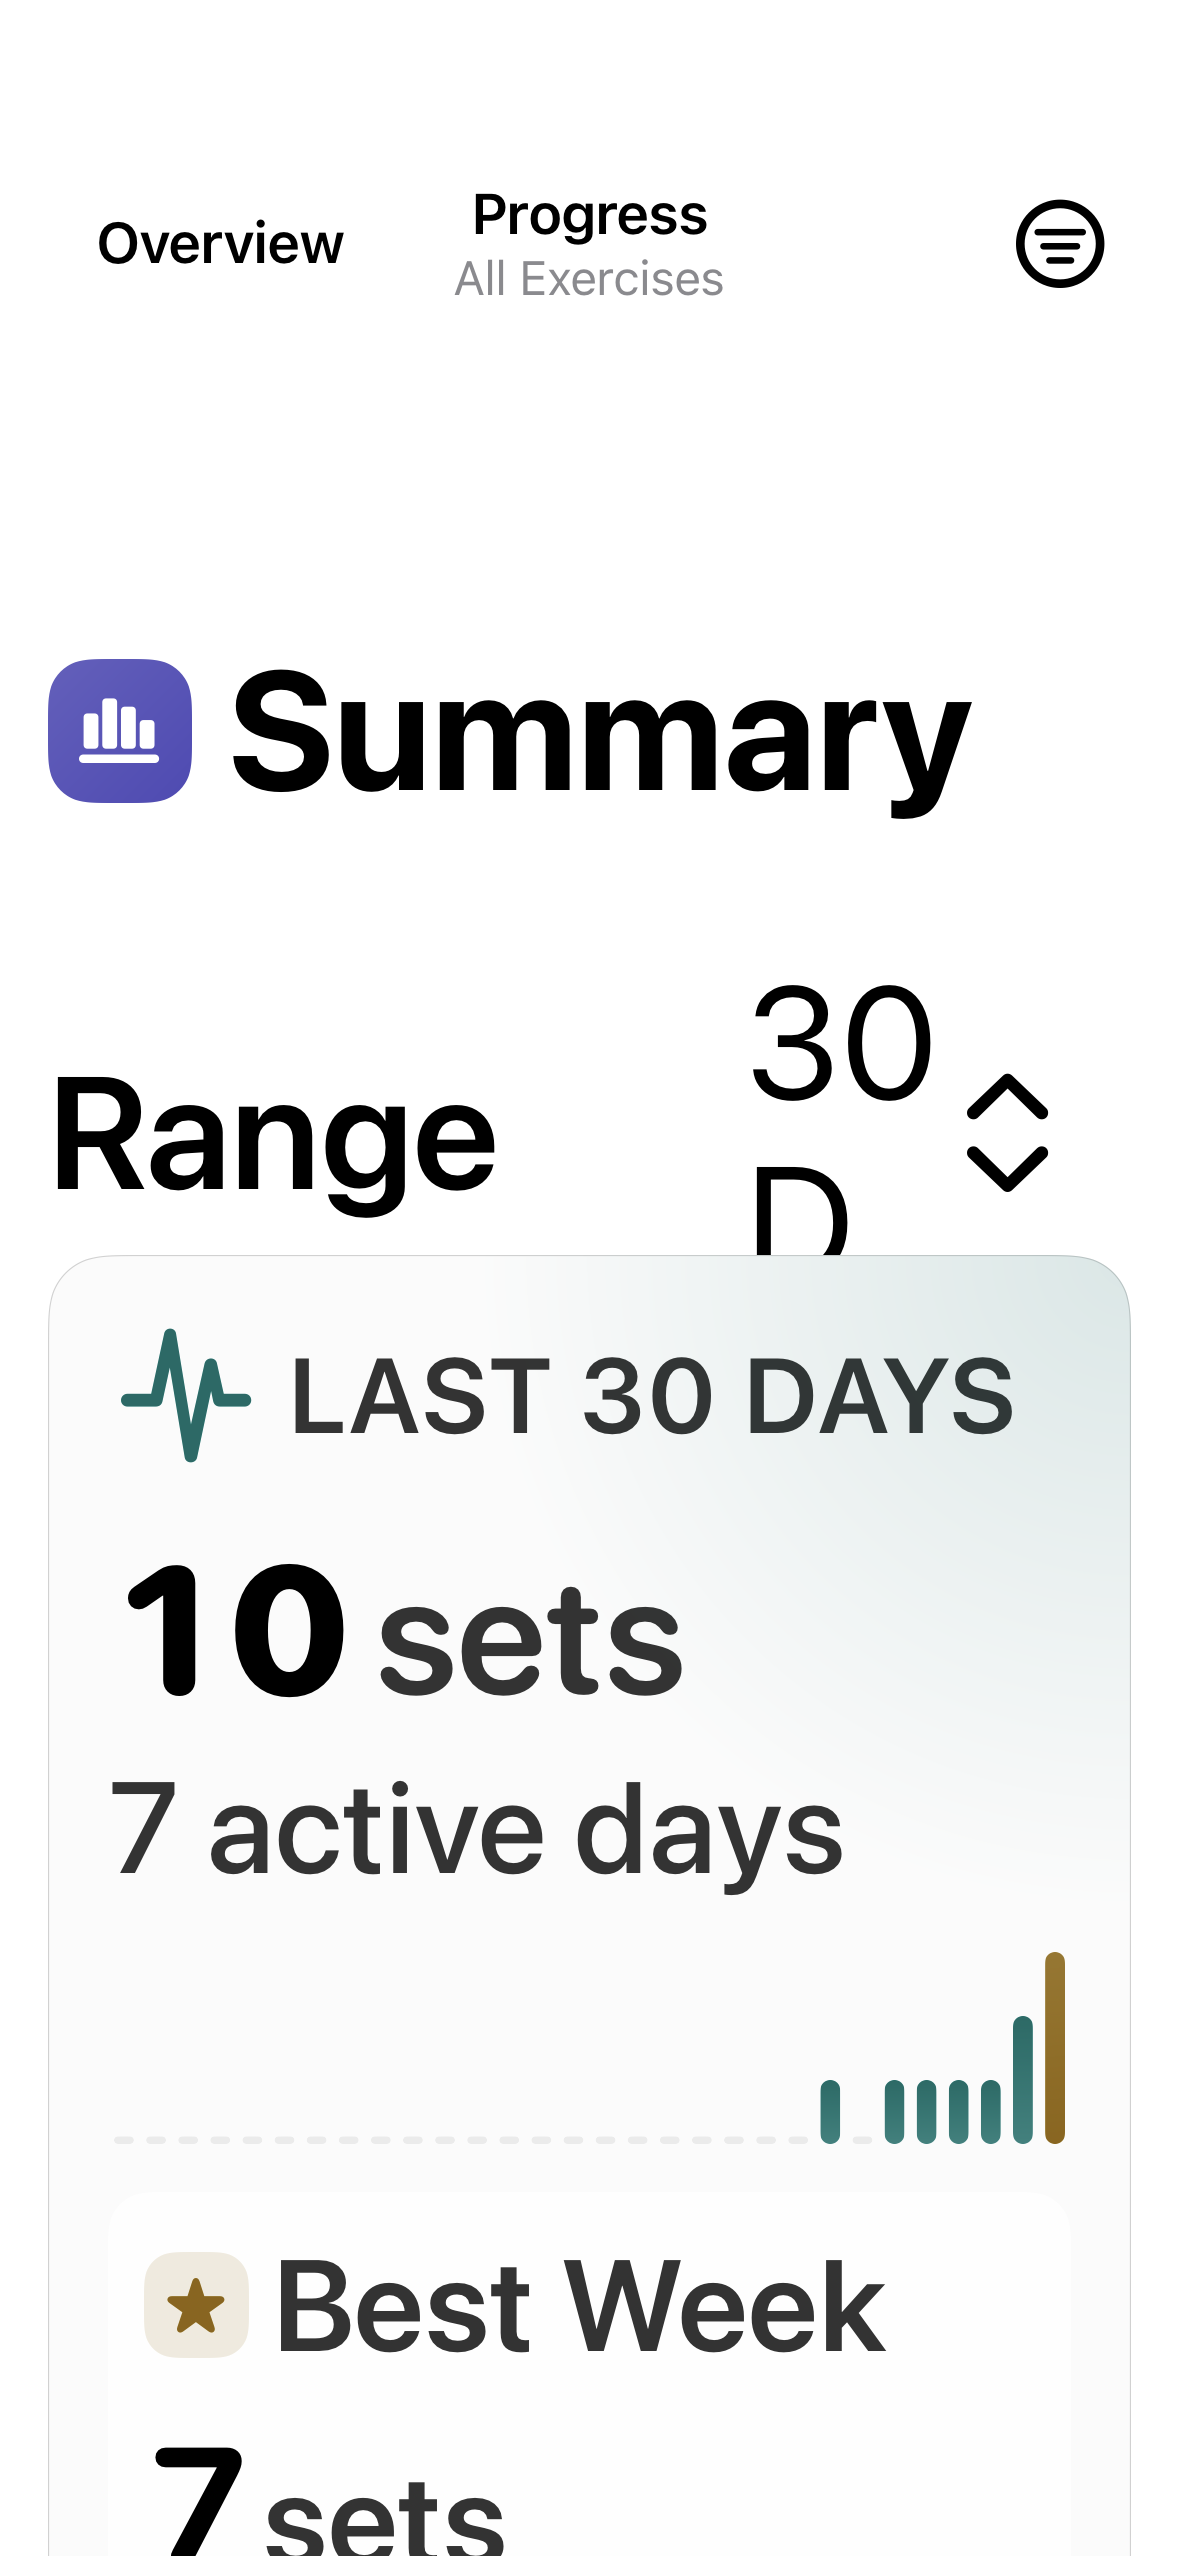 Overview
Progress
All Exercises
Summary
Range
30
D
LAST 30 DAYS
10 sets
7 active days
Best Week
7 sets